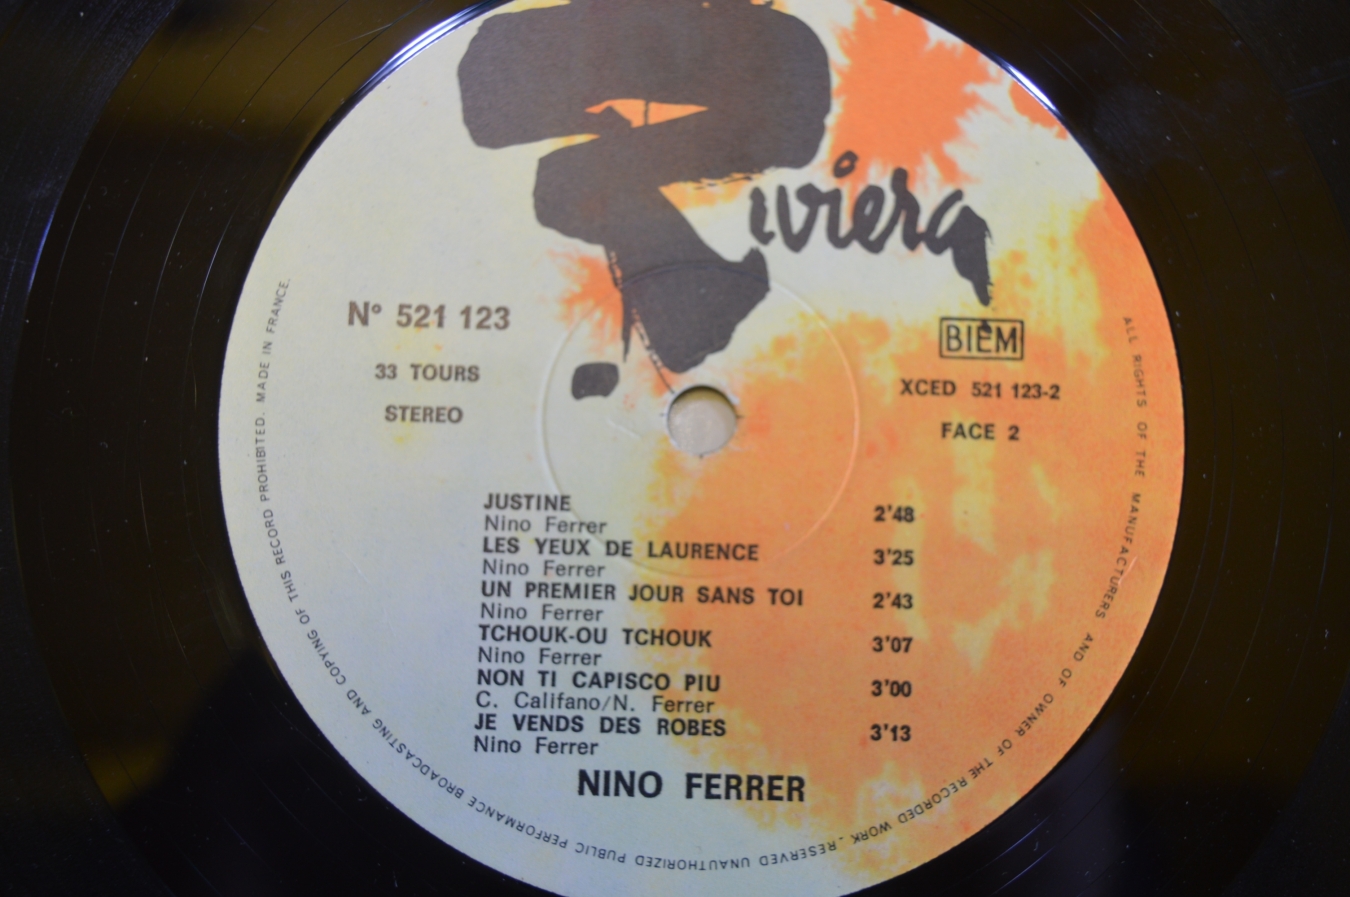 Riviera
N° 521 123
33 TOURS
STEREO
BIEM
XCED 521 123-2
FACE 2
JUSTINE 2'48
Nino Ferrer
LES YEUX DE LAURENCE 3'25
Nino Ferrer
UN PREMIER JOUR SANS TOI 2'43
Nino Ferrer
TCHOUK-OU TCHOUK 3'07
Nino Ferrer
NON TI CAPISCO PIU 3'00
C. Califano/N. Ferrer
JE VENDS DES ROBES 3'13
Nino Ferrer
NINO FERRER
ALL RIGHTS OF THE MANUFACTURERS AND OF OWNER OF THE RECORDED WORK. RESERVED UNAUTHORIZED PUBLIC PERFORMANCE BROADCASTING AND COPYING OF THIS RECORD PROHIBITED. MADE IN FRANCE.